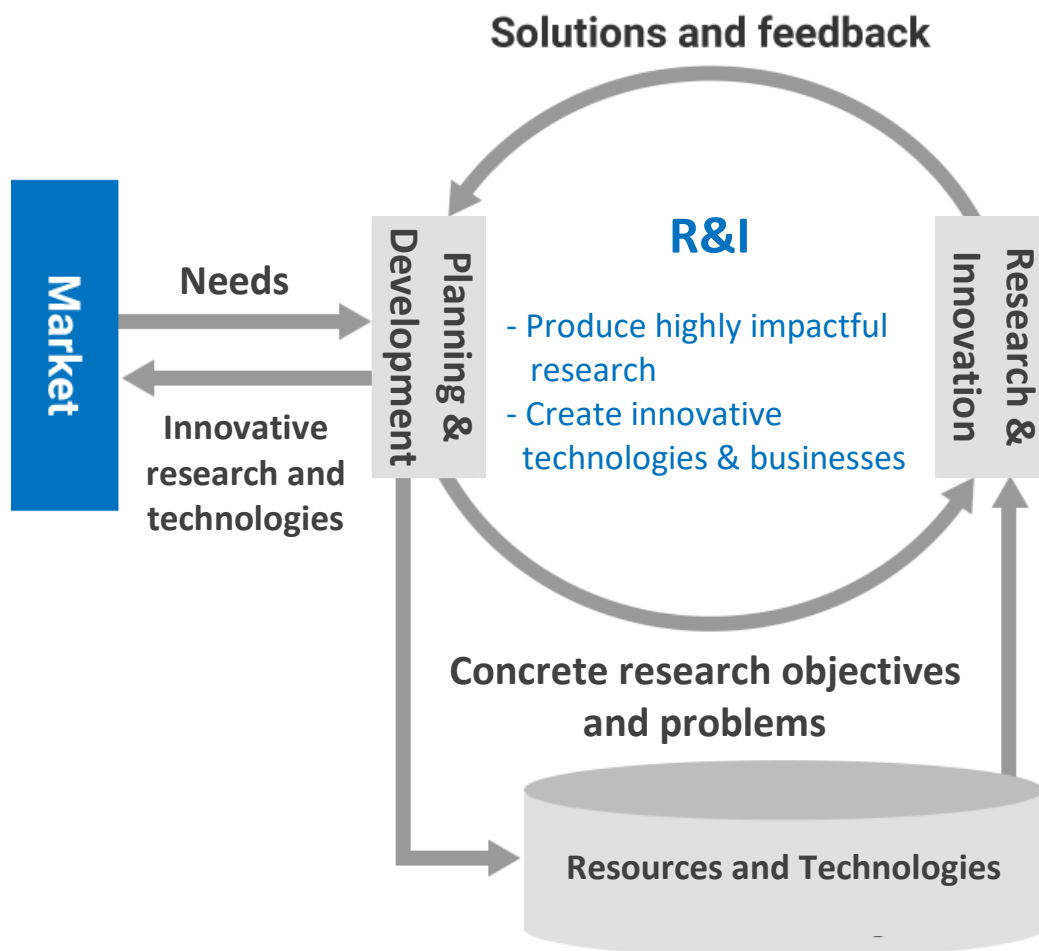 Solutions and feedback
Market
Needs
Innovative
research and
technologies
Planning &
Development
R&I
- Produce highly impactful
research
- Create innovative
technologies & businesses
Research &
Innovation
Concrete research objectives
and problems
Resources and Technologies